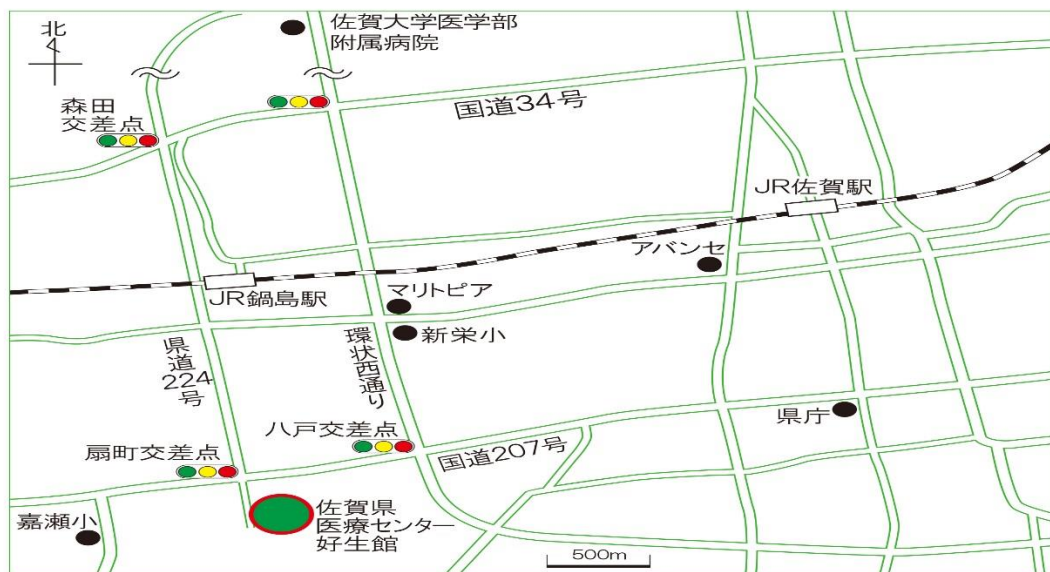 北
佐賀大学医学部
附属病院
森田
交差点
国道34号
JR佐賀駅
アバンセ
JR鍋島駅
マリトピア
新栄小
県道224号
環状西通り
県庁
八戸交差点
国道207号
扇町交差点
嘉瀬小
佐賀県
医療センター
好生館
500m